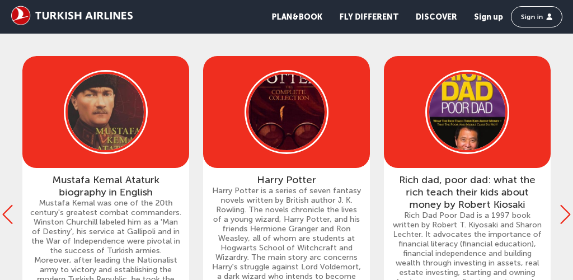 TURKISH AIRLINES
PLAN&BOOK
FLY DIFFERENT
DISCOVER
Sign up
Sign in
MUSTAFA
KEMAL
POTTER
THE
COMPLETE
COLLECTION
RICH
DAD
POOR DAD
Mustafa Kemal Ataturk
biography in English
Mustafa Kemal was one of the 20th
century's greatest combat commanders.
Winston Churchill labeled him as a 'Man
of Destiny', his service at Gallipoli and in
the War of Independence were pivotal in
the success of Turkish armies.
Moreover, after leading the Nationalist
army to victory and establishing the
modern Turkish Republic, he took the
Harry Potter
Harry Potter is a series of seven fantasy
novels written by British author J. K.
Rowling. The novels chronicle the lives
of a young wizard, Harry Potter, and his
friends Hermione Granger and Ron
Weasley, all of whom are students at
Hogwarts School of Witchcraft and
Wizardry. The main story arc concerns
Harry's struggle against Lord Voldemort,
a dark wizard who intends to become
Rich dad, poor dad: what the
rich teach their kids about
money by Robert Kiosaki
Rich Dad Poor Dad is a 1997 book
written by Robert T. Kiyosaki and Sharon
Lechter. It advocates the importance of
financial literacy (financial education),
financial independence and building
wealth through investing in assets, real
estate investing, starting and owning